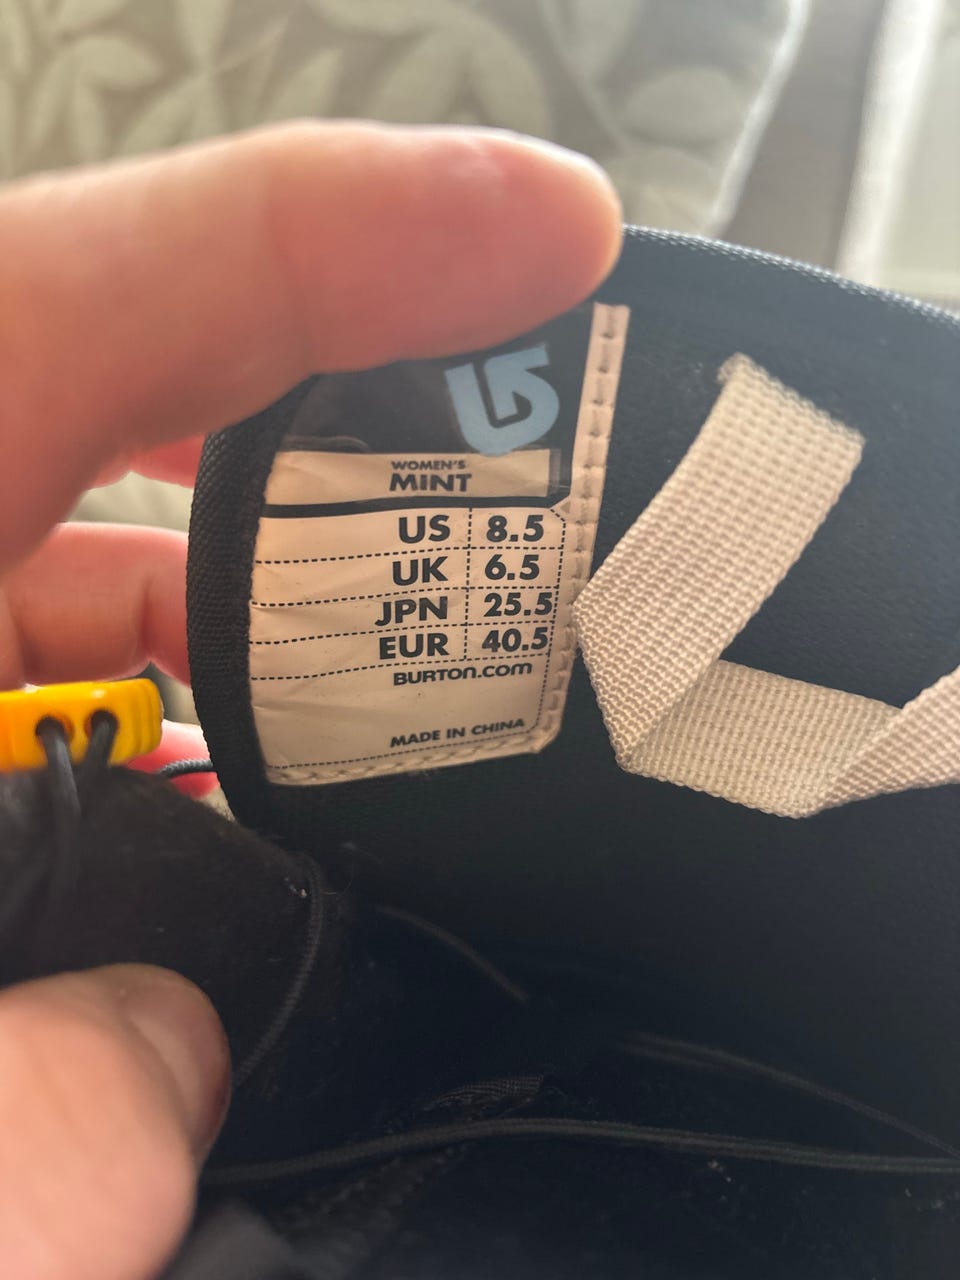 WOMEN'S
MINT
US 8.5
UK 6.5
JPN 25.5
EUR 40.5
BURTON.COM
MADE IN CHINA